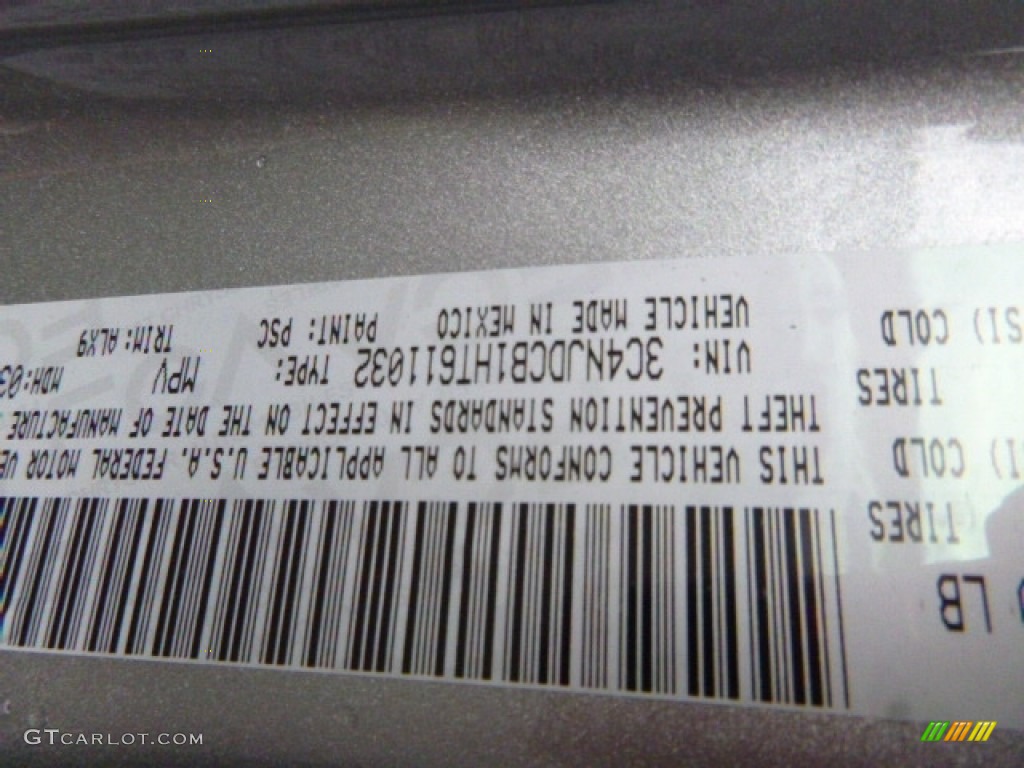 LB
TIRES
COLD
THIS VEHICLE CONFORMS TO ALL APPLICABLE U.S.A. FEDERAL MOTOR
THEFT PREVENTION STANDARDS IN EFFECT ON THE DATE OF MANUFACTURE
TIRES
VIN: 3C4NJDCB1HT611032 TYPE: MPV MDH:03
SI) COLD
VEHICLE MADE IN MEXICO PAINT: PSC TRIM: ALX9
GTCARLOT.COM